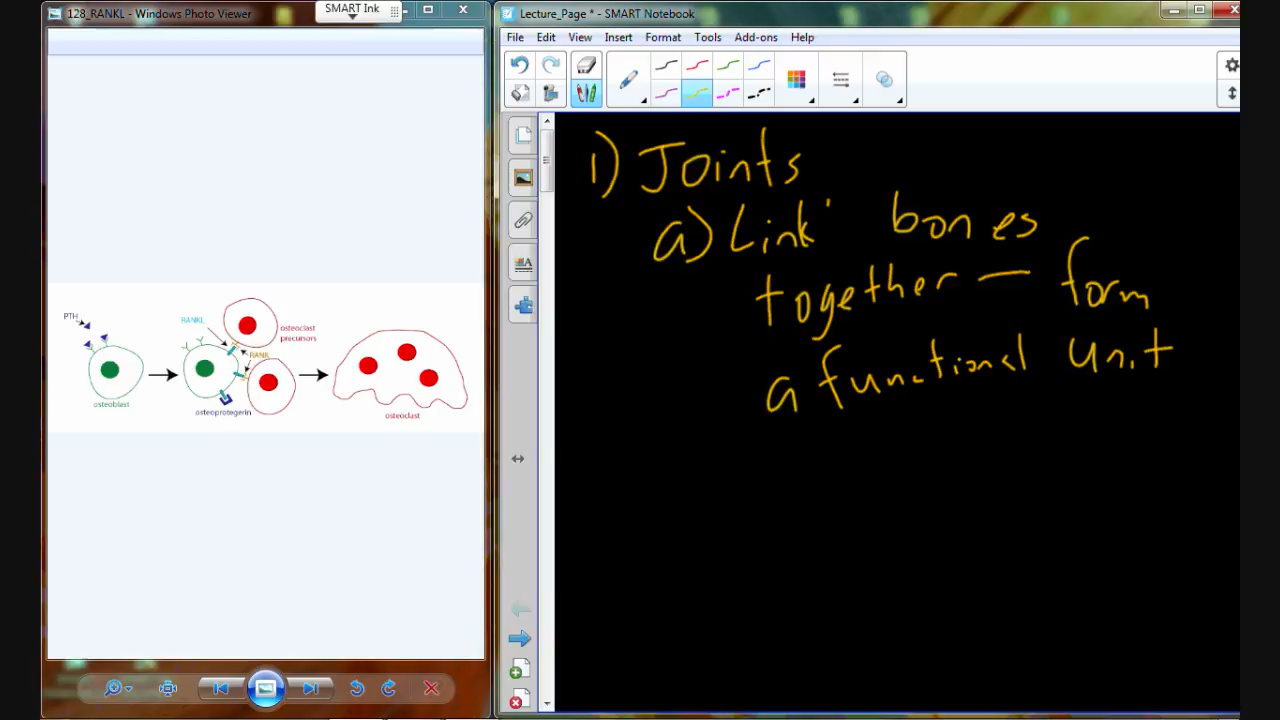 128_RANKL - Windows Photo Viewer
SMART Ink
PTH
osteoblast
RANKL
RANK
osteoclast
precursors
osteoprotegerin
osteoclast
Lecture_Page * - SMART Notebook
File Edit View Insert Format Tools Add-ons Help
1) Joints
a) Link bones
together — form
a functional unit